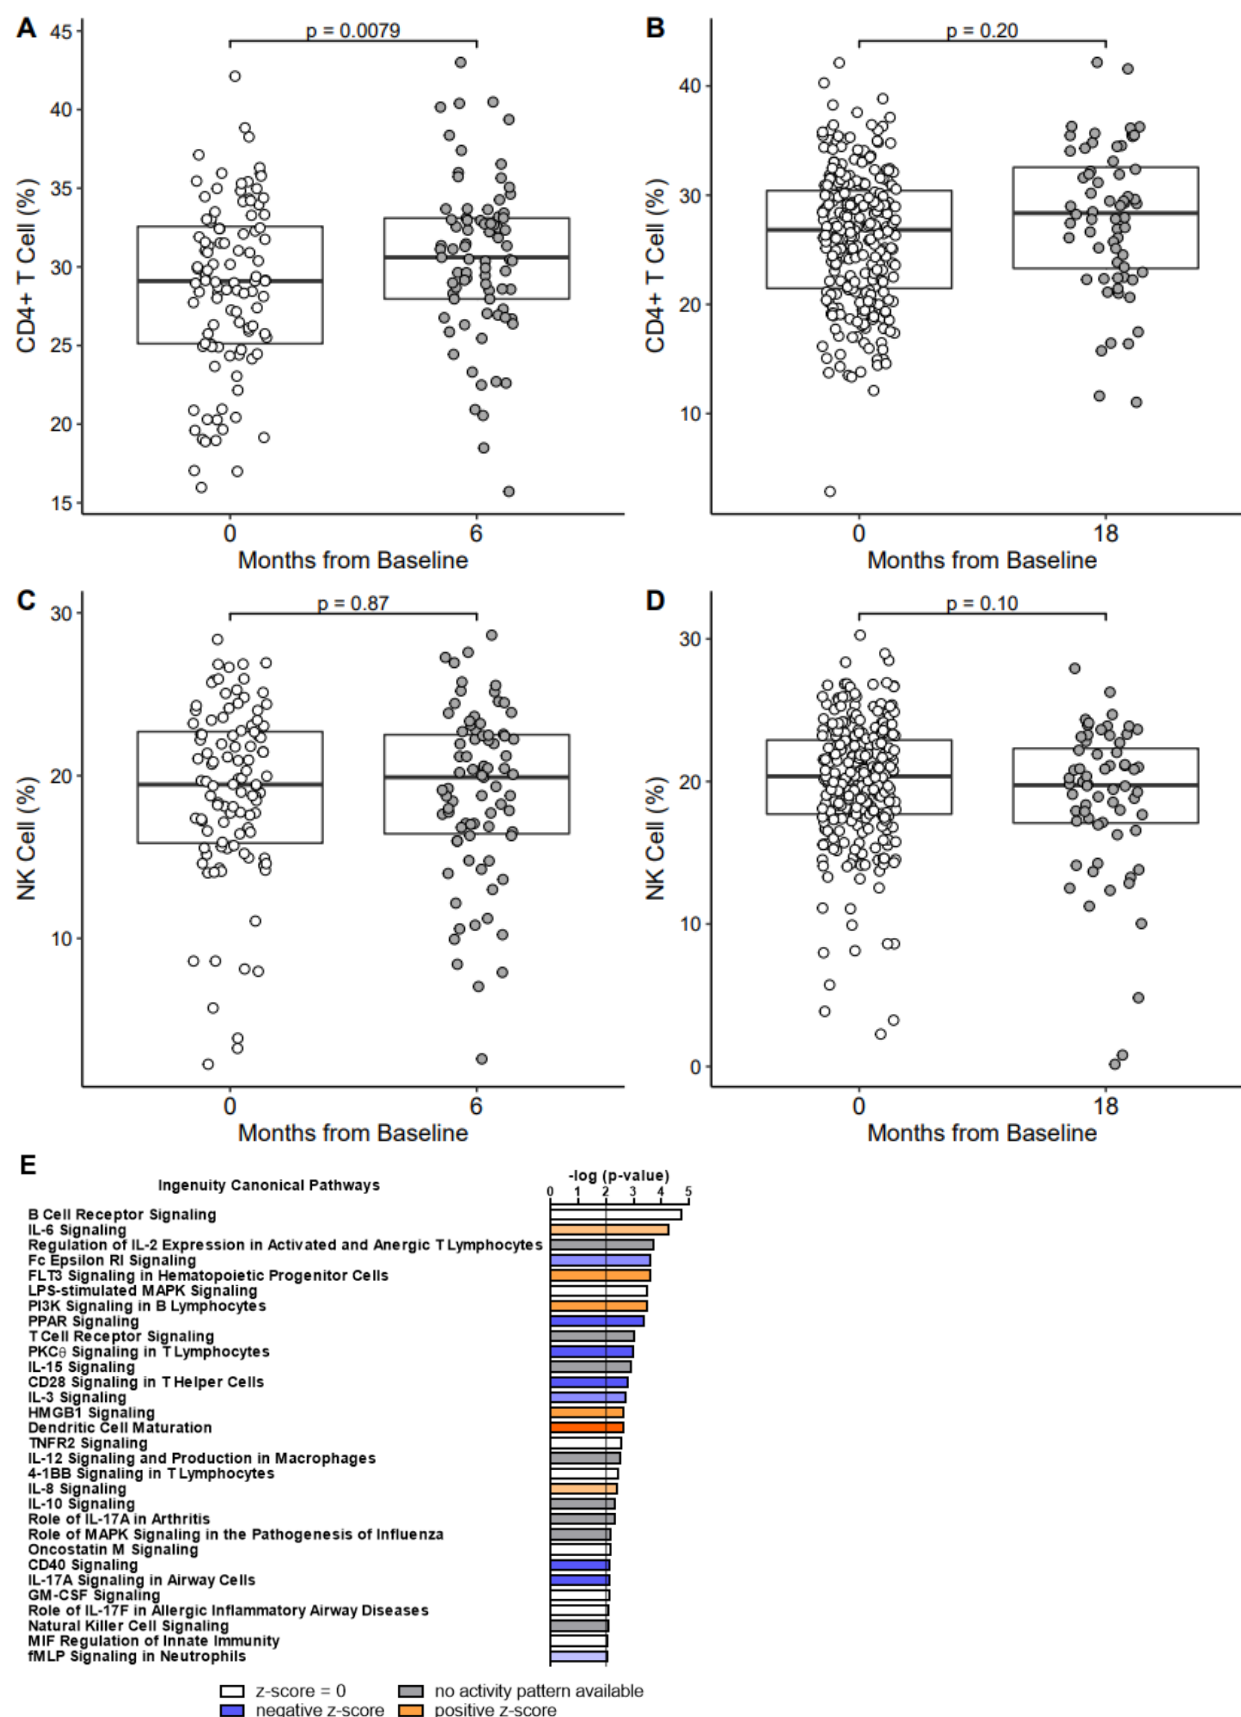 A
p = 0.0079
45
40
35
30
25
20
15
CD4+ T Cell (%)
0
6
Months from Baseline
B
p = 0.20
40
30
20
10
CD4+ T Cell (%)
0
18
Months from Baseline
C
p = 0.87
30
20
10
NK Cell (%)
0
6
Months from Baseline
D
p = 0.10
30
20
10
0
NK Cell (%)
0
18
Months from Baseline
E
Ingenuity Canonical Pathways
-log (p-value)
0 1 2 3 4 5
B Cell Receptor Signaling
IL-6 Signaling
Regulation of IL-2 Expression in Activated and Anergic T Lymphocytes
Fc Epsilon RI Signaling
FLT3 Signaling in Hematopoietic Progenitor Cells
LPS-stimulated MAPK Signaling
PI3K Signaling in B Lymphocytes
PPAR Signaling
T Cell Receptor Signaling
PKCθ Signaling in T Lymphocytes
IL-15 Signaling
CD28 Signaling in T Helper Cells
IL-3 Signaling
HMGB1 Signaling
Dendritic Cell Maturation
TNFR2 Signaling
IL-12 Signaling and Production in Macrophages
4-1BB Signaling in T Lymphocytes
IL-8 Signaling
IL-10 Signaling
Role of IL-17A in Arthritis
Role of MAPK Signaling in the Pathogenesis of Influenza
Oncostatin M Signaling
CD40 Signaling
IL-17A Signaling in Airway Cells
GM-CSF Signaling
Role of IL-17F in Allergic Inflammatory Airway Diseases
Natural Killer Cell Signaling
MIF Regulation of Innate Immunity
fMLP Signaling in Neutrophils
z-score = 0
no activity pattern available
negative z-score
positive z-score